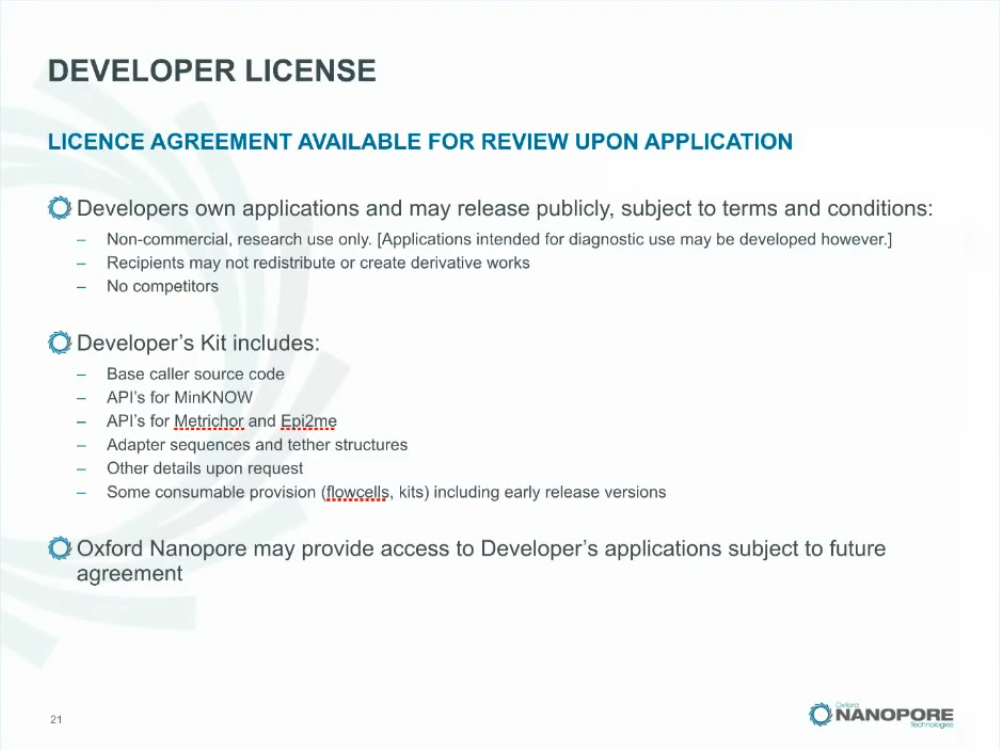 DEVELOPER LICENSE
LICENCE AGREEMENT AVAILABLE FOR REVIEW UPON APPLICATION
Developers own applications and may release publicly, subject to terms and conditions:
– Non-commercial, research use only. [Applications intended for diagnostic use may be developed however.]
– Recipients may not redistribute or create derivative works
– No competitors
Developer’s Kit includes:
– Base caller source code
– API’s for MinKNOW
– API’s for Metrichor and Epi2me
– Adapter sequences and tether structures
– Other details upon request
– Some consumable provision (flowcells, kits) including early release versions
Oxford Nanopore may provide access to Developer’s applications subject to future
agreement
21
Oxford
NANOPORE
Technologies